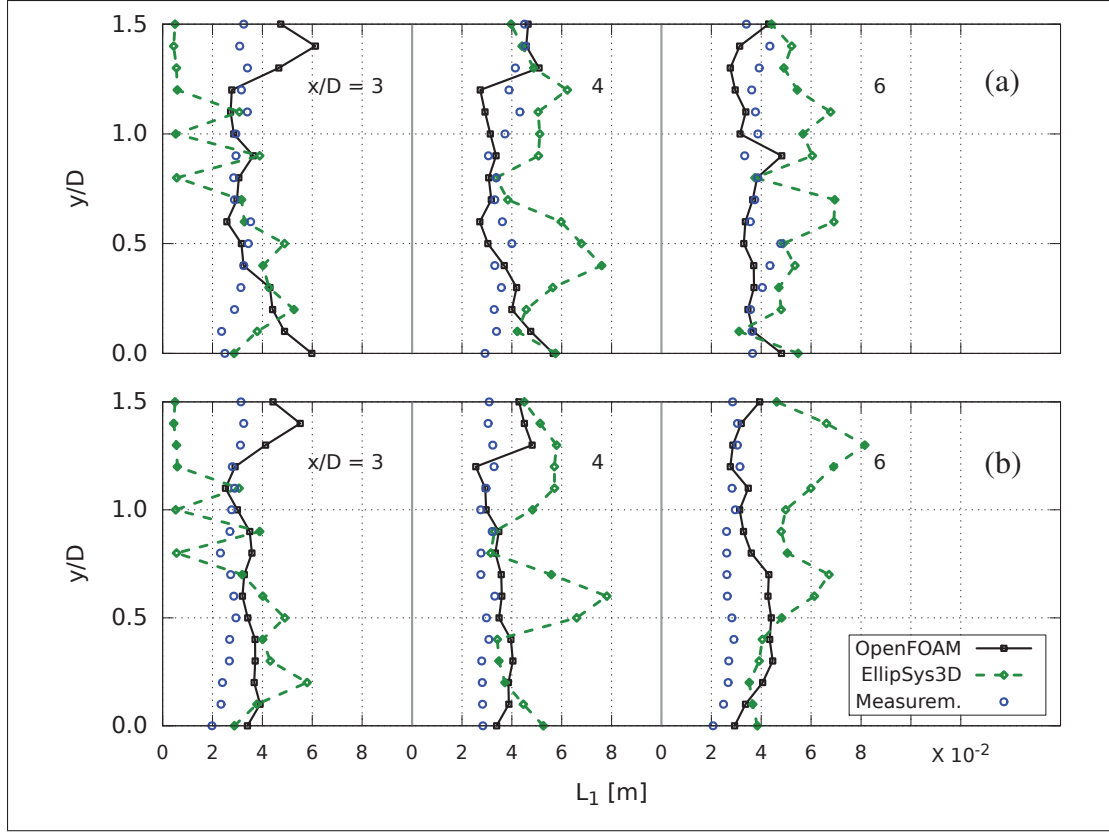 1.5
x/D = 3
4
6
(a)
1.0
y/D
0.5
0.0
1.5
x/D = 3
4
6
(b)
1.0
y/D
0.5
OpenFOAM
EllipSys3D
Measurem.
0.0
0 2 4 6 8 0 2 4 6 8 0 2 4 6 8 X 10-2
L1 [m]